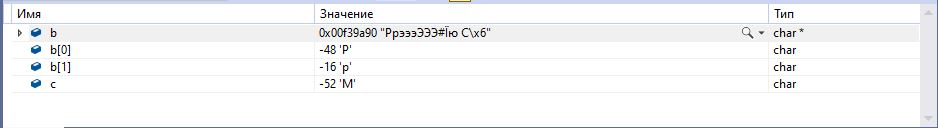 Имя Значение Тип
b 0x00f39a90 "РрэээЭЭЭ#Їю С\x6" char *
b[0] -48 'Р' char
b[1] -16 'р' char
c -52 'М' char